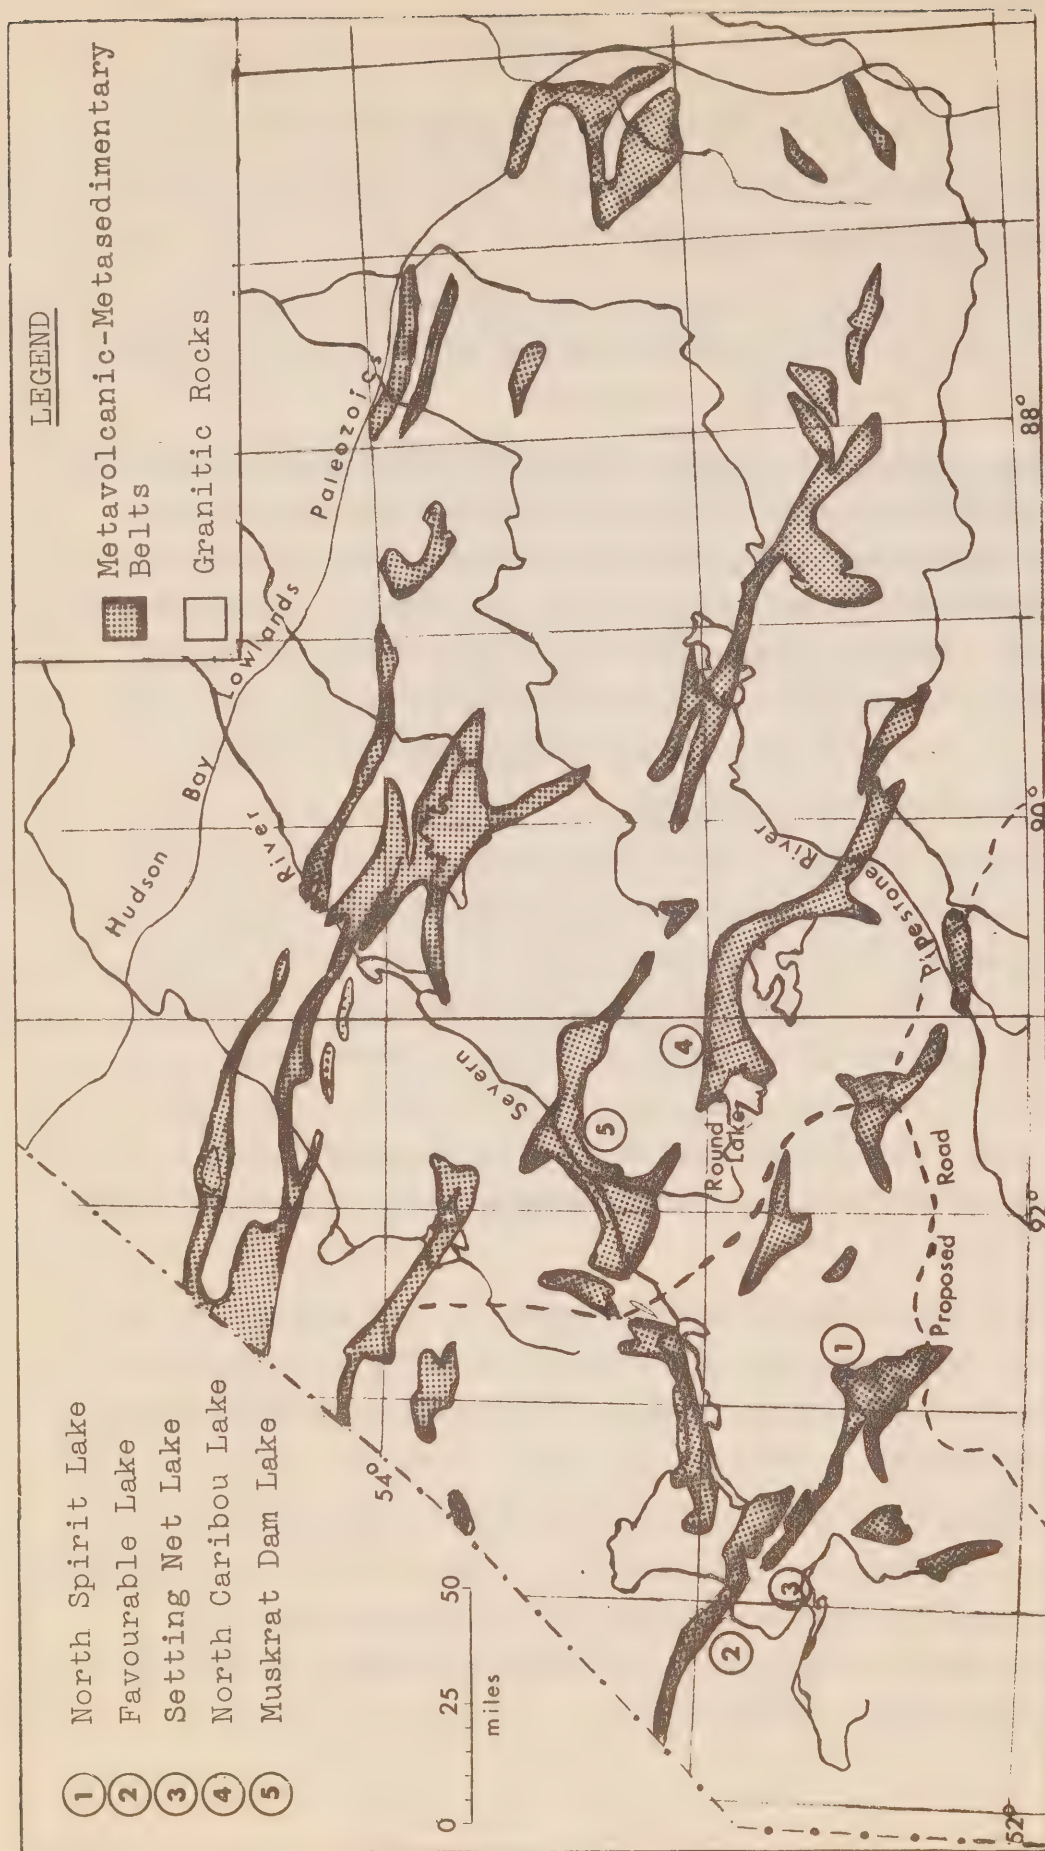 LEGEND
Metavolcanic-Metasedimentary
Belts
Granitic Rocks
1 North Spirit Lake
2 Favourable Lake
3 Setting Net Lake
4 North Caribou Lake
5 Muskrat Dam Lake
0 25 50
miles
Hudson Bay Lowlands Paleozoics
River
Severn
Round
Lake
River
Pipestone
Proposed Road
1
2
3
4
5
54°
52°
92°
90°
88°